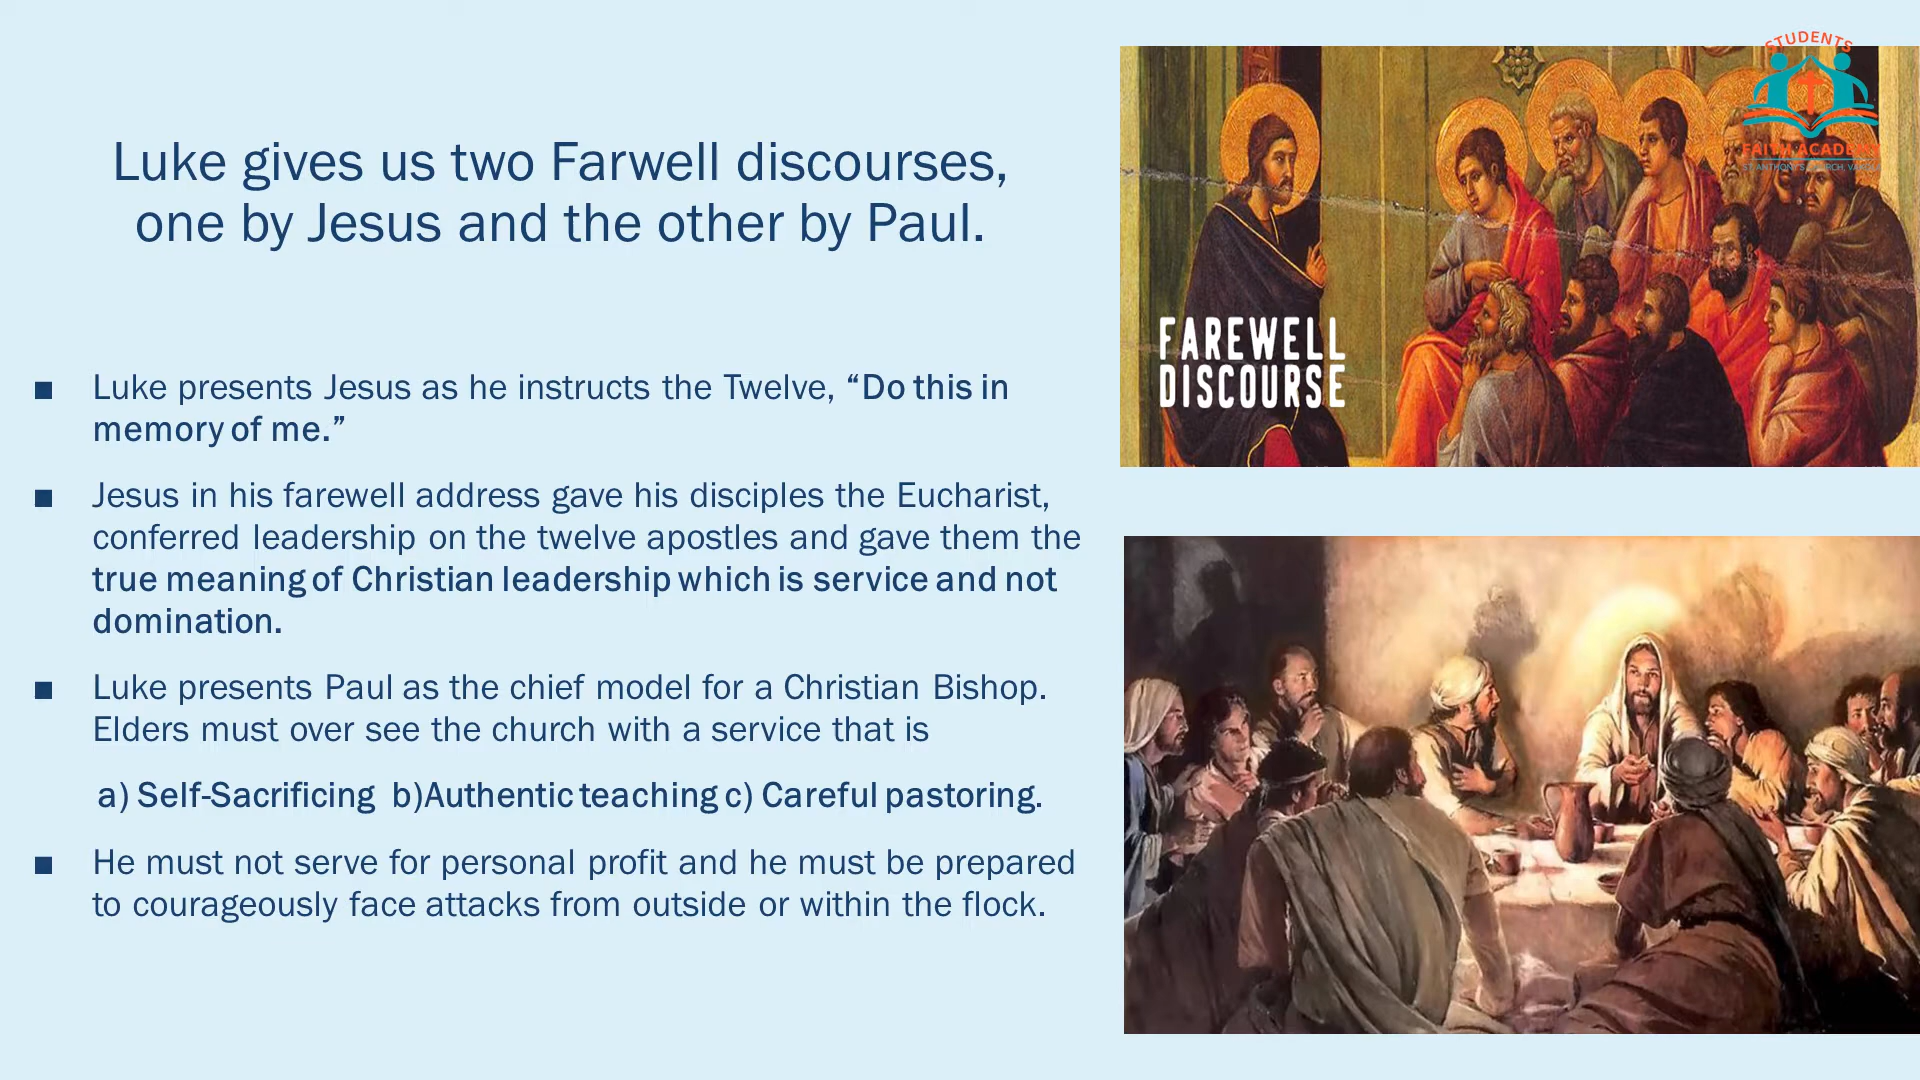 Luke gives us two Farwell discourses,
one by Jesus and the other by Paul.
■ Luke presents Jesus as he instructs the Twelve, “Do this in
memory of me.”
■ Jesus in his farewell address gave his disciples the Eucharist,
conferred leadership on the twelve apostles and gave them the
true meaning of Christian leadership which is service and not
domination.
■ Luke presents Paul as the chief model for a Christian Bishop.
Elders must over see the church with a service that is
a) Self-Sacrificing b)Authentic teaching c) Careful pastoring.
■ He must not serve for personal profit and he must be prepared
to courageously face attacks from outside or within the flock.
STUDENTS
FAITH ACADEMY
ST. ANTHONY'S CHURCH,
FAREWELL
DISCOURSE